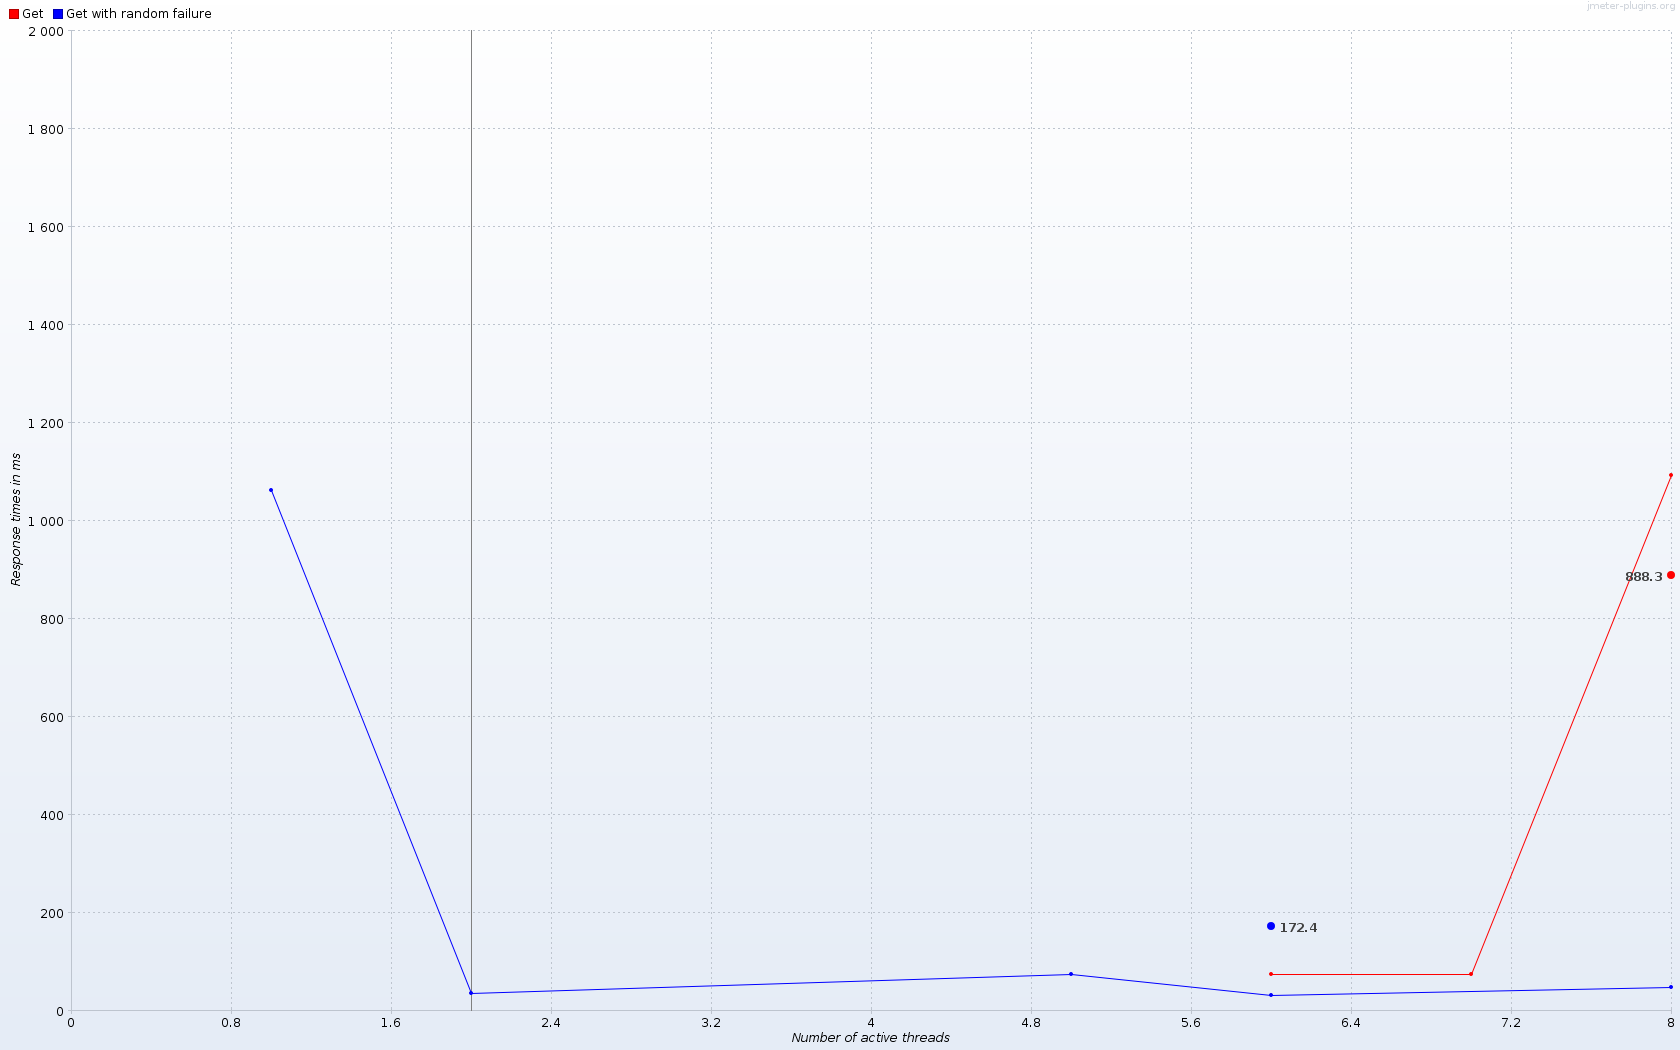 Get Get with random failure
jmeter-plugins.org
2 000
1 800
1 600
1 400
1 200
1 000
800
600
400
200
0
Response times in ms
888.3
172.4
0 0.8 1.6 2.4 3.2 4 4.8 5.6 6.4 7.2 8
Number of active threads